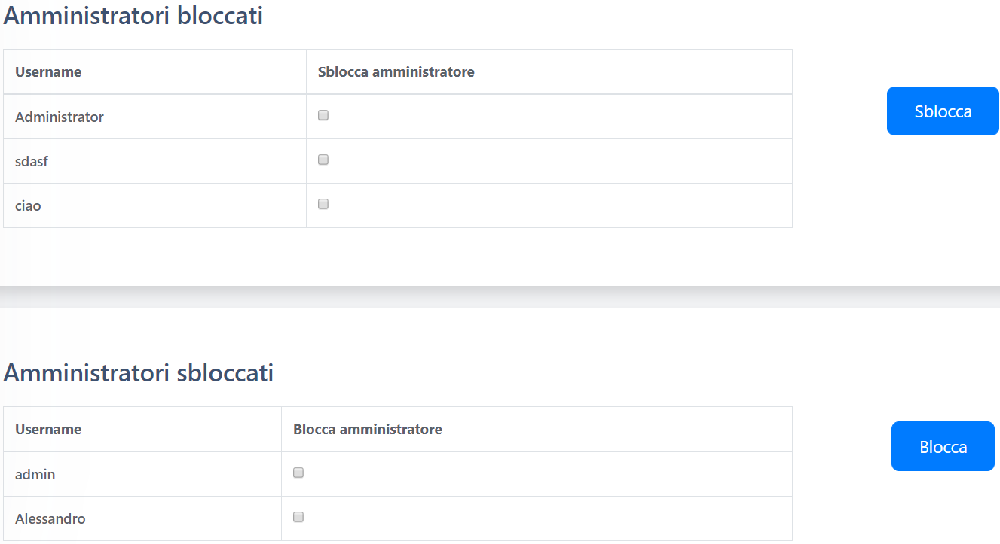 Amministratori bloccati
Username Sblocca amministratore
Sblocca
Administrator
sdasf
ciao
Amministratori sbloccati
Username Blocca amministratore
Blocca
admin
Alessandro